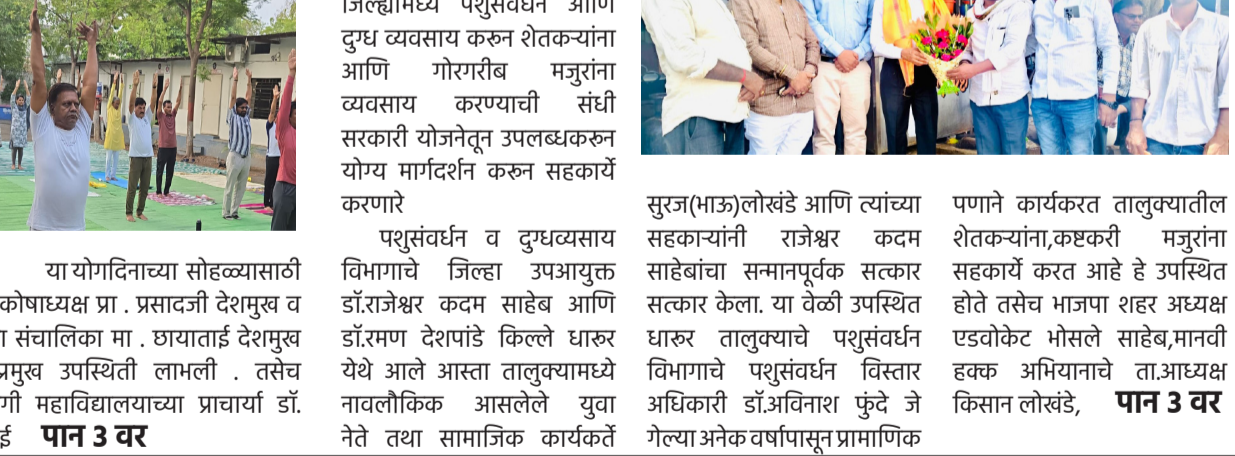 या योगदिनाच्या सोहळ्यासाठी
कोषाध्यक्ष प्रा . प्रसादजी देशमुख व
संचालिका मा . छायाताई देशमुख
प्रमुख उपस्थिती लाभली . तसेच
महाविद्यालयाच्या प्राचार्या डॉ.
पान 3 वर
जिल्ह्यामध्ये पशुसंवर्धन आणि
दुग्ध व्यवसाय करून शेतकऱ्यांना
आणि गोरगरीब मजुरांना
व्यवसाय करण्याची संधी
सरकारी योजनेतून उपलब्धकरून
योग्य मार्गदर्शन करून सहकार्ये
करणारे
पशुसंवर्धन व दुग्धव्यसाय
विभागाचे जिल्हा उपआयुक्त
डॉ.राजेश्वर कदम साहेब आणि
डॉ.रमण देशपांडे किल्ले धारूर
येथे आले आस्ता तालुक्यामध्ये
नावलौकिक आसलेले युवा
नेते तथा सामाजिक कार्यकर्ते
सुरज(भाऊ)लोखंडे आणि त्यांच्या
सहकाऱ्यांनी राजेश्वर कदम
साहेबांचा सन्मानपूर्वक सत्कार
सत्कार केला. या वेळी उपस्थित
धारूर तालुक्याचे पशुसंवर्धन
विभागाचे पशुसंवर्धन विस्तार
अधिकारी डॉ.अविनाश फुंदे जे
गेल्या अनेक वर्षापासून प्रामाणिक
पणाने कार्यकरत तालुक्यातील
शेतकऱ्यांना,कष्टकरी मजुरांना
सहकार्ये करत आहे हे उपस्थित
होते तसेच भाजपा शहर अध्यक्ष
एडवोकेट भोसले साहेब,मानवी
हक्क अभियानाचे ता.आध्यक्ष
किसान लोखंडे, पान 3 वर